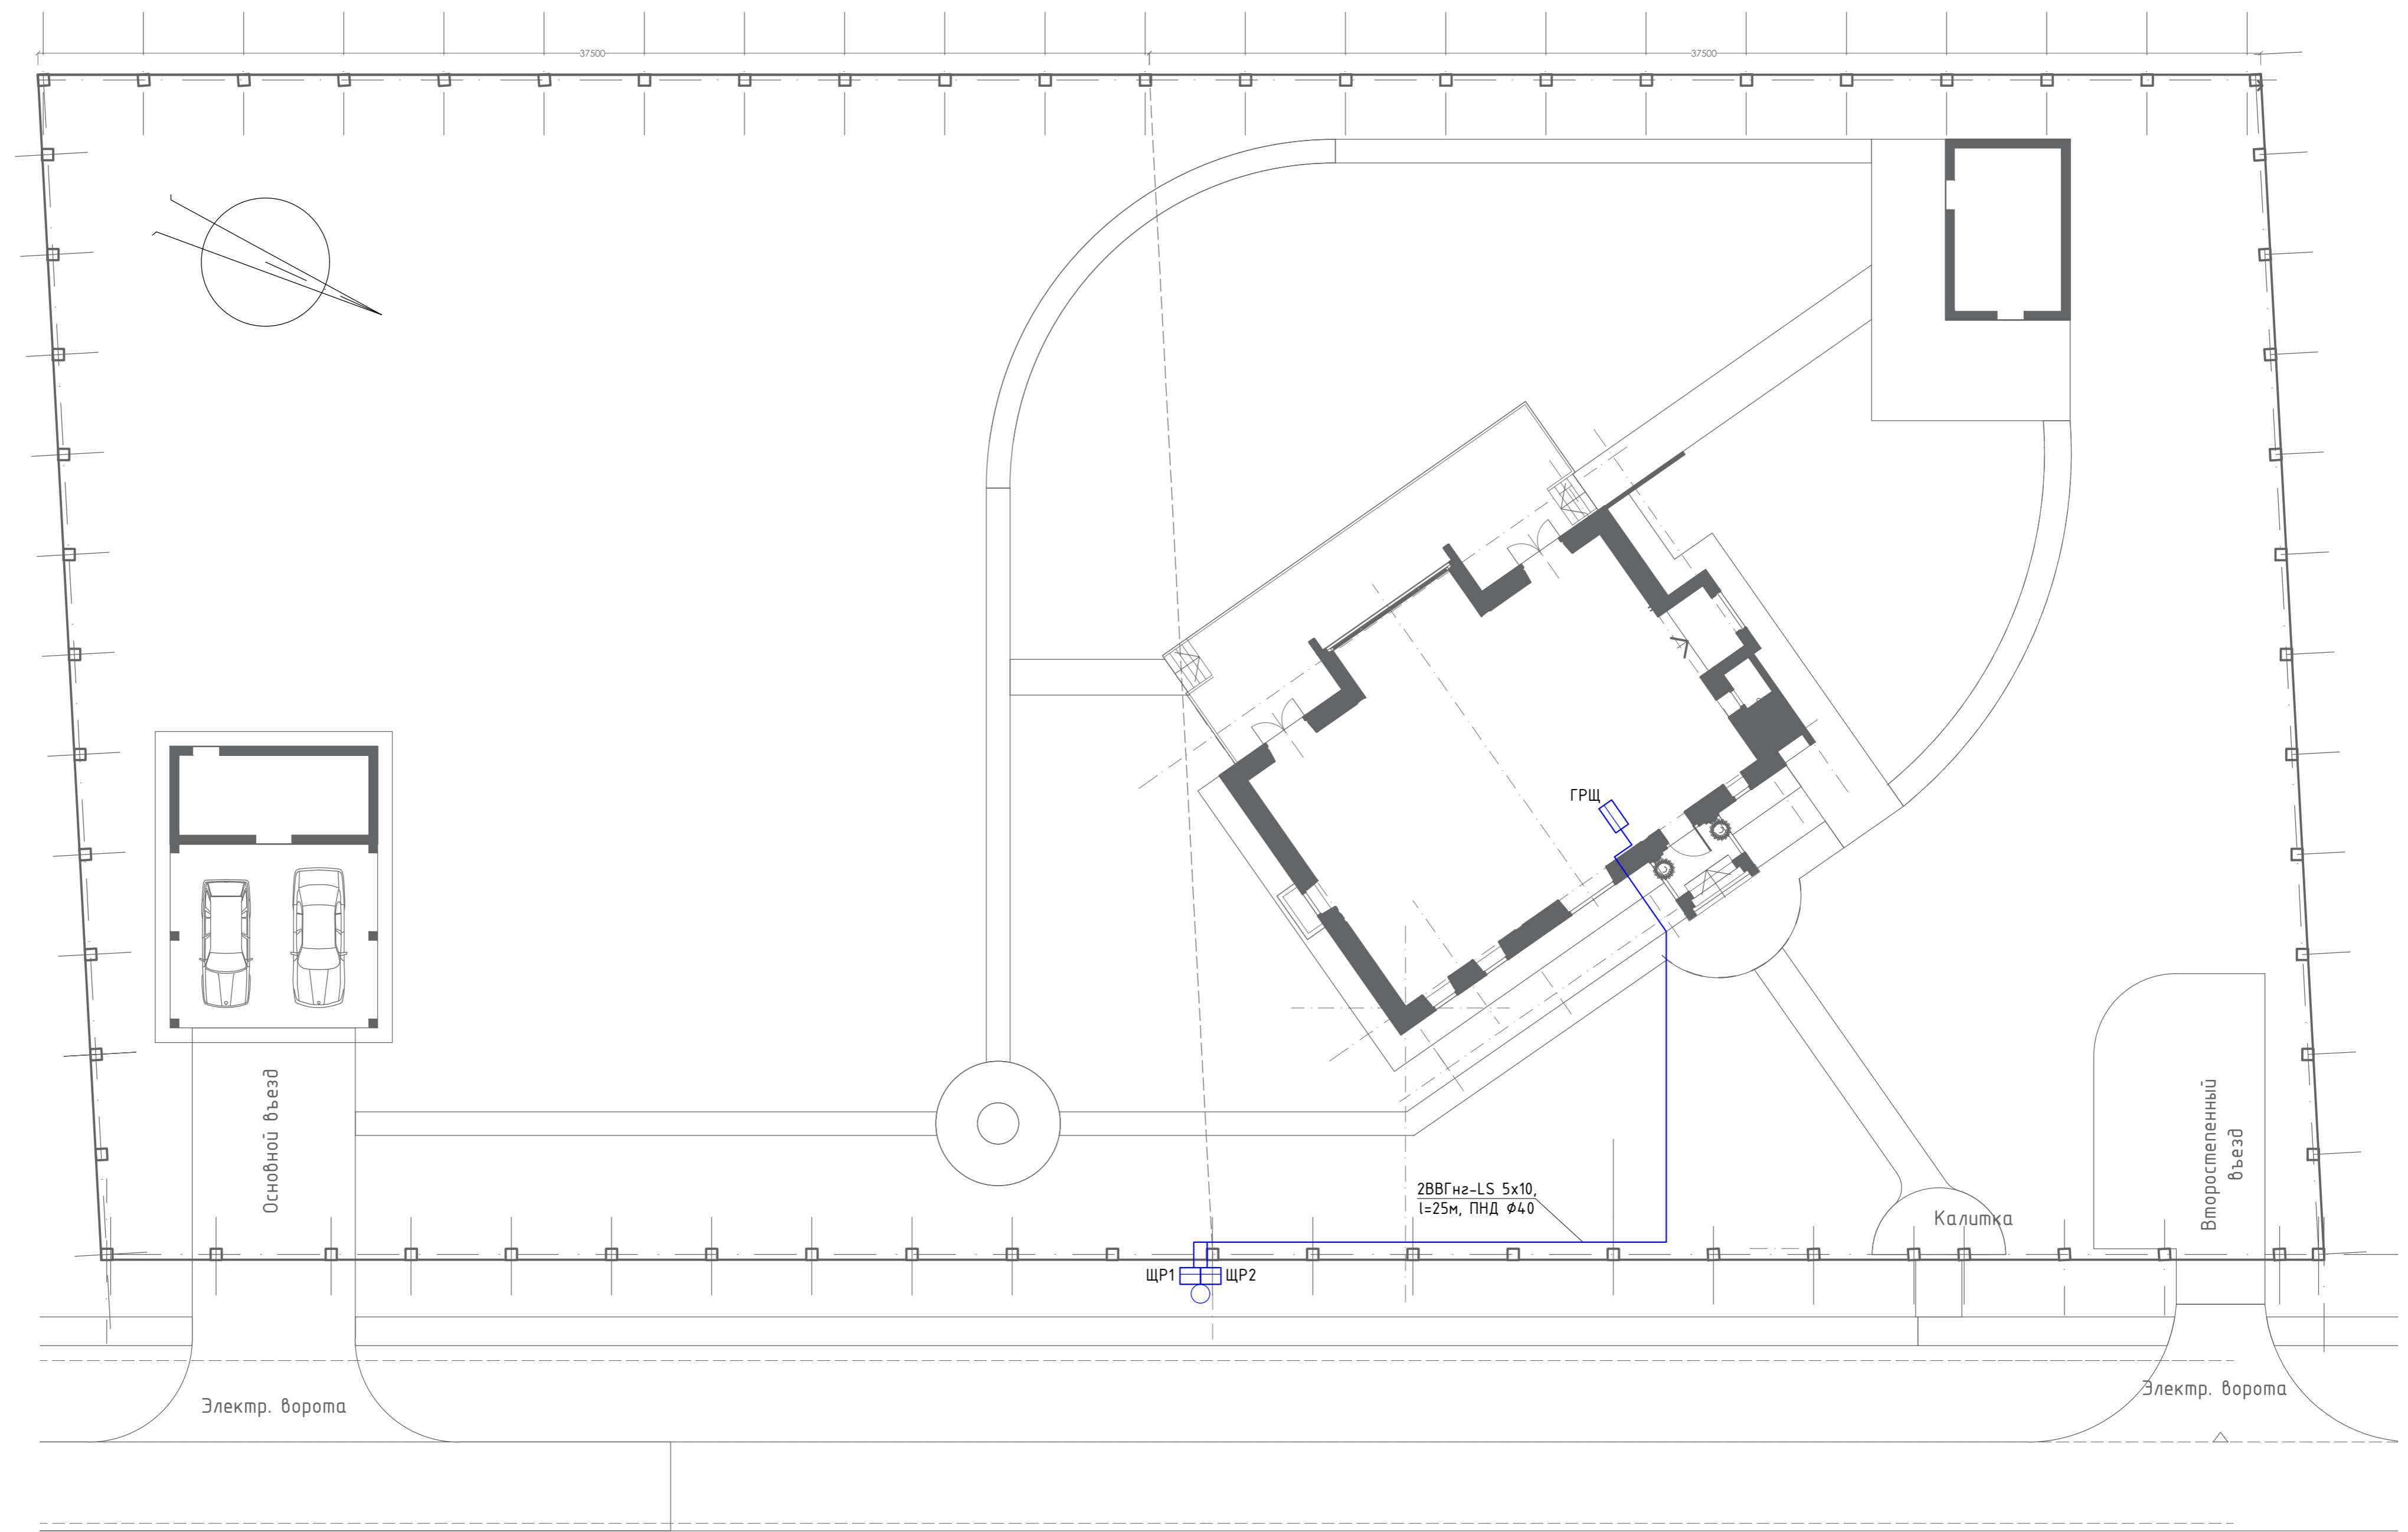 37500
37500
ГРЩ
Основной въезд
2ВВГнг-LS 5х10,
l=25м, ПНД Ф40
Второстепенный
въезд
Калитка
ЩР1
ЩР2
Электр. ворота
Электр. ворота